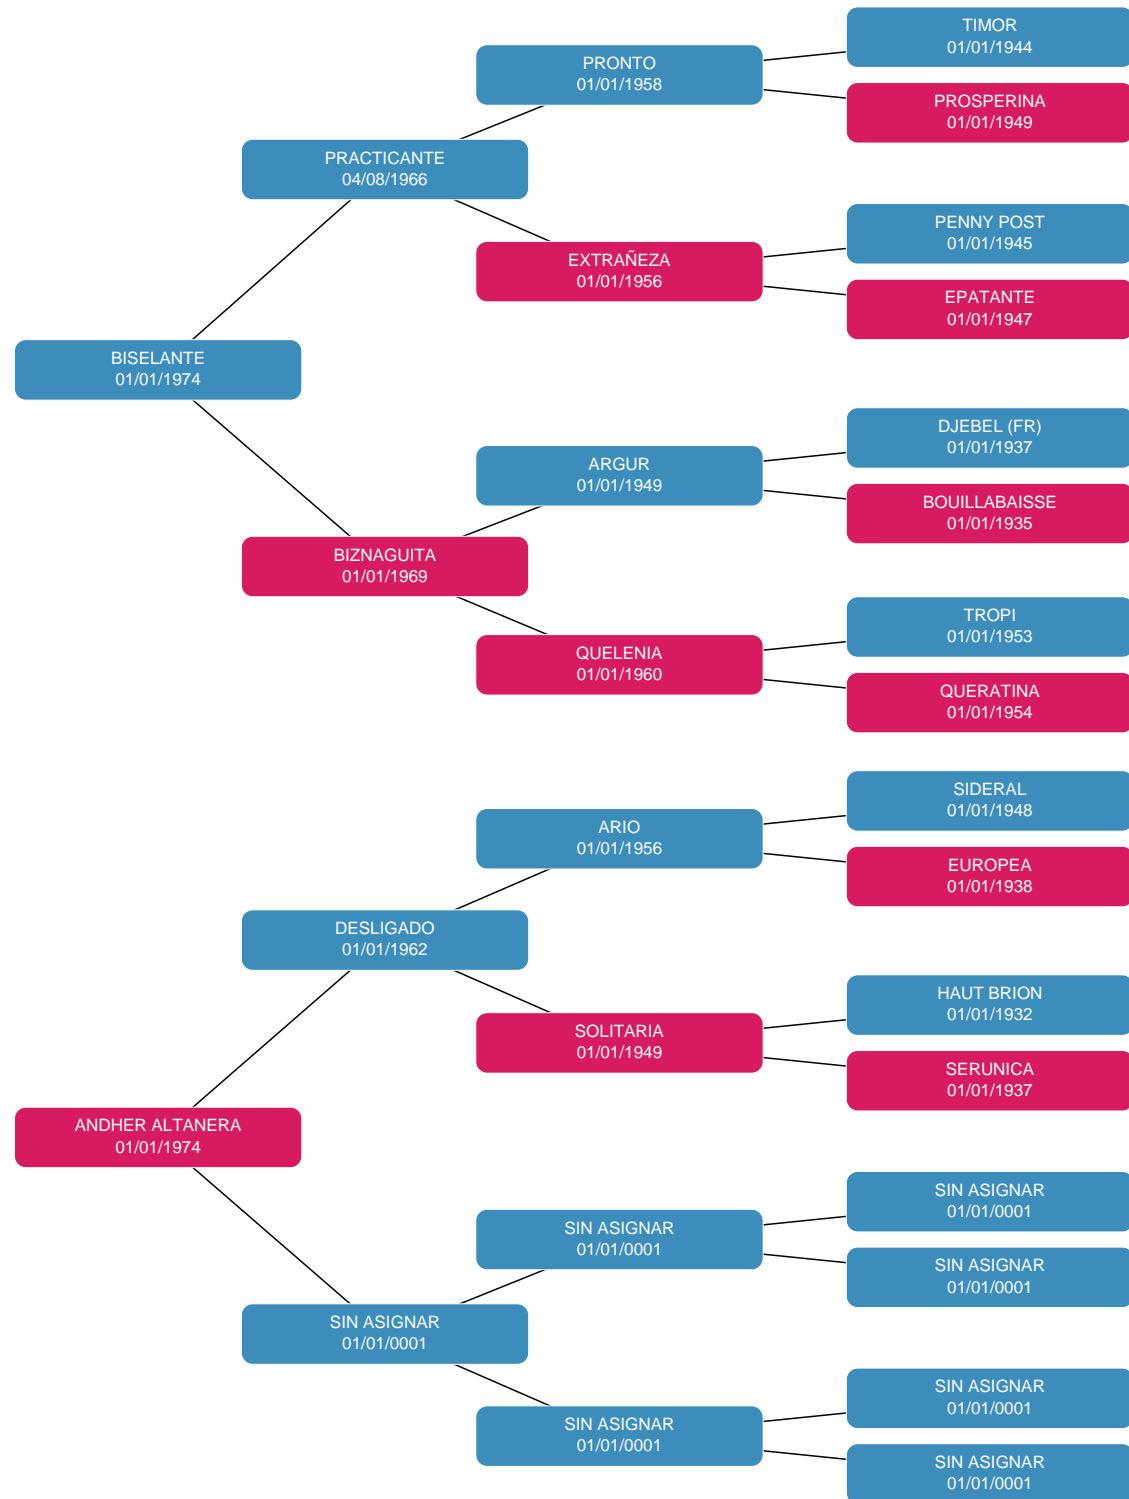 TIMOR
01/01/1944
PRONTO
01/01/1958
PROSPERINA
01/01/1949
PRACTICANTE
04/08/1966
PENNY POST
01/01/1945
EXTRAÑEZA
01/01/1956
EPATANTE
01/01/1947
BISELANTE
01/01/1974
DJEBEL (FR)
01/01/1937
ARGUR
01/01/1949
BOUILLABAISSE
01/01/1935
BIZNAGUITA
01/01/1969
TROPI
01/01/1953
QUELENIA
01/01/1960
QUERATINA
01/01/1954
SIDERAL
01/01/1948
ARIO
01/01/1956
EUROPEA
01/01/1938
DESLIGADO
01/01/1962
HAUT BRION
01/01/1932
SOLITARIA
01/01/1949
SERUNICA
01/01/1937
ANDHER ALTANERA
01/01/1974
SIN ASIGNAR
01/01/0001
SIN ASIGNAR
01/01/0001
SIN ASIGNAR
01/01/0001
SIN ASIGNAR
01/01/0001
SIN ASIGNAR
01/01/0001
SIN ASIGNAR
01/01/0001
SIN ASIGNAR
01/01/0001